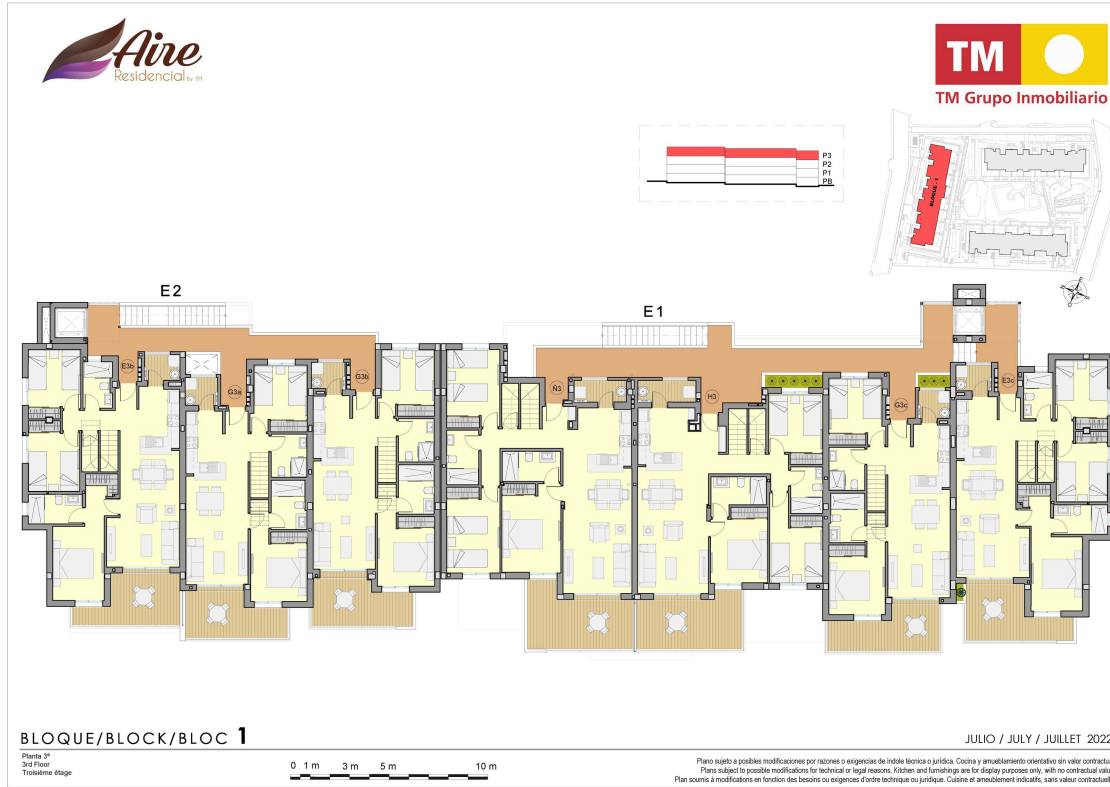 Aire
Residencial by TM
TM
TM Grupo Inmobiliario
P3
P2
P1
PB
BLOQUE - 1
E2
E1
E3b
G3a
G3b
Ñ3
H3
G3c
E3c
BLOQUE/BLOCK/BLOC 1
JULIO / JULY / JUILLET 2022
Planta 3ª
3rd Floor
Troisième étage
0 1 m 3 m 5 m 10 m
Plano sujeto a posibles modificaciones por razones o exigencias de índole técnica o jurídica. Cocina y amueblamiento orientativo sin valor contractu
Plans subject to possible modifications for technical or legal reasons. Kitchen and furnishings are for display purposes only, with no contractual valu
Plan soumis à modifications en fonction des besoins ou exigences d'ordre technique ou juridique. Cuisine et ameublement indicatifs, sans valeur contractuell